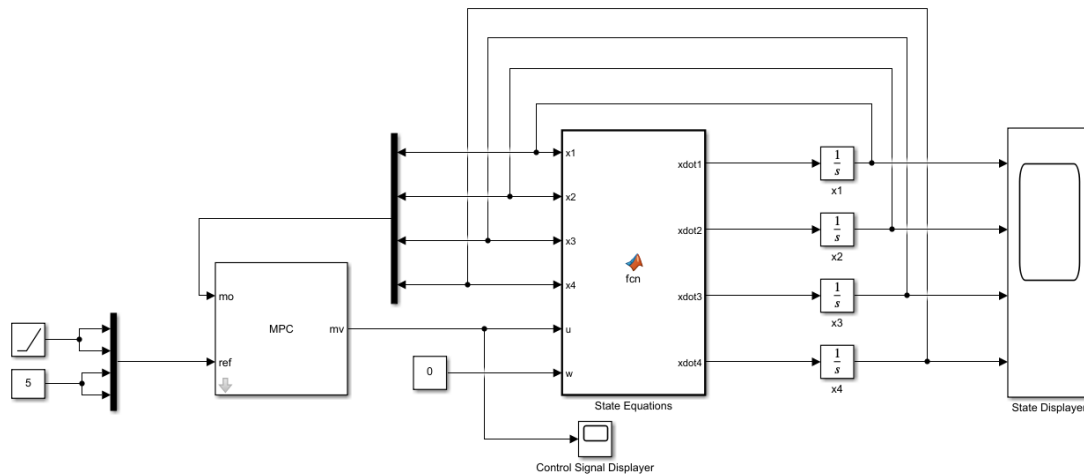 x1
x2
x3
x4
u
w
fcn
xdot1
xdot2
xdot3
xdot4
State Equations
1
s
x1
1
s
x2
1
s
x3
1
s
x4
State Displayer
mo
ref
MPC
mv
5
0
Control Signal Displayer